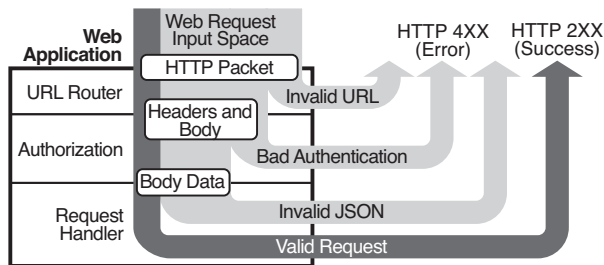 Web
Application
Web Request
Input Space
HTTP 4XX
(Error)
HTTP 2XX
(Success)
HTTP Packet
URL Router
Invalid URL
Headers and
Body
Authorization
Bad Authentication
Body Data
Request
Handler
Invalid JSON
Valid Request